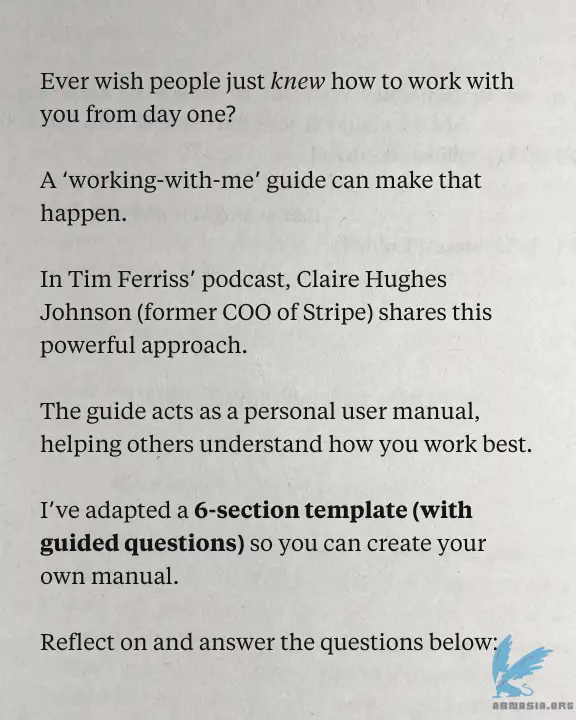 Ever wish people just knew how to work with
you from day one?
A ‘working-with-me’ guide can make that
happen.
In Tim Ferriss’ podcast, Claire Hughes
Johnson (former COO of Stripe) shares this
powerful approach.
The guide acts as a personal user manual,
helping others understand how you work best.
I’ve adapted a 6-section template (with
guided questions) so you can create your
own manual.
Reflect on and answer the questions below:
ABMASIA.ORG